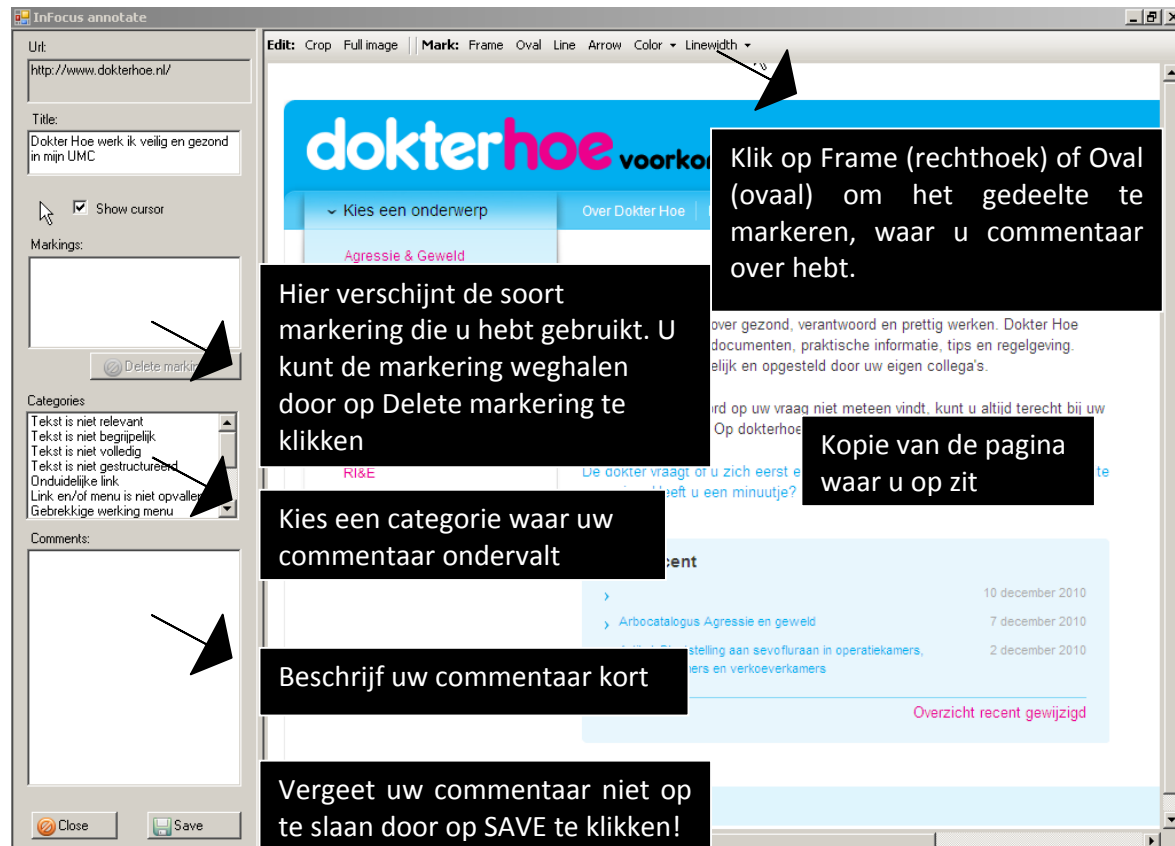 InFocus annotate
Url:
http://www.dokterhoe.nl/
Title:
Dokter Hoe werk ik veilig en gezond
in mijn UMC
Show cursor
Markings:
Delete
Categories
Tekst is niet relevant
Tekst is niet begrijpelijk
Tekst is niet volledig
Tekst is niet gestructureerd
Onduidelijke link
Link en/of menu is niet
Gebrekkige werking menu
Comments:
Close Save
Edit: Crop Full image Mark: Frame Oval Line Arrow Color Linewidth
dokterhoe
Kies een onderwerp Over Dokter Hoe
Agressie & Geweld
Klik op Frame (rechthoek) of Oval
(ovaal) om het gedeelte te
markeren, waar u commentaar
over hebt.
Hier verschijnt de soort
markering die u hebt gebruikt. U
kunt de markering weghalen
door op Delete markering te
klikken
over gezond, verantwoord en prettig werken. Dokter Hoe
documenten, praktische informatie, tips en regelgeving.
en opgesteld door uw eigen collega's.
op uw vraag niet meteen vindt, kunt u altijd terecht bij uw
Op
Kopie van de pagina
waar u op zit
RI&E
De dokter vraagt of u zich eerst te
u een minuutje?
Kies een categorie waar uw
commentaar ondervalt
10 december 2010
Arbocatalogus Agressie en geweld 7 december 2010
aan sevofluraan in operatiekamers, 2 december 2010
en verkoeverkamers
Beschrijf uw commentaar kort
Overzicht recent gewijzigd
Vergeet uw commentaar niet op
te slaan door op SAVE te klikken!